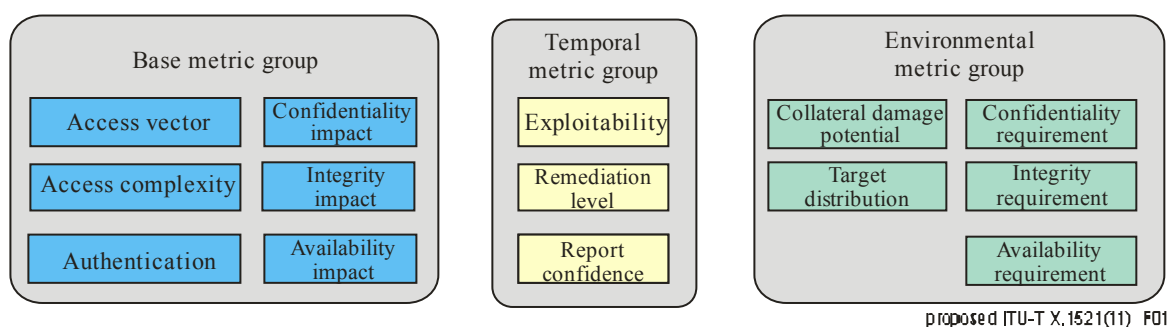 Base metric group
Access vector
Confidentiality
impact
Access complexity
Integrity
impact
Authentication
Availability
impact
Temporal
metric group
Exploitability
Remediation
level
Report
confidence
Environmental
metric group
Collateral damage
potential
Confidentiality
requirement
Target
distribution
Integrity
requirement
Availability
requirement
proposed ITU-T X.1521(11)_F01